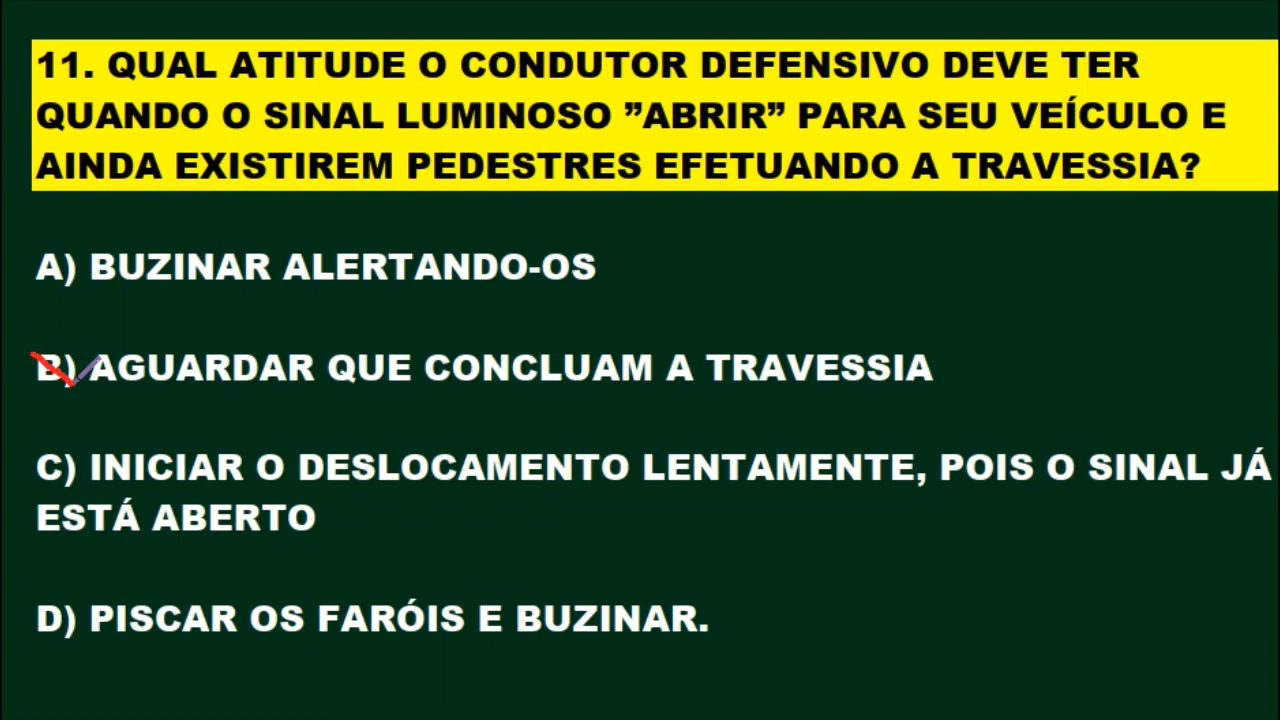 11. QUAL ATITUDE O CONDUTOR DEFENSIVO DEVE TER
QUANDO O SINAL LUMINOSO ”ABRIR” PARA SEU VEÍCULO E
AINDA EXISTIREM PEDESTRES EFETUANDO A TRAVESSIA?
A) BUZINAR ALERTANDO-OS
B) AGUARDAR QUE CONCLUAM A TRAVESSIA
C) INICIAR O DESLOCAMENTO LENTAMENTE, POIS O SINAL JÁ
ESTÁ ABERTO
D) PISCAR OS FARÓIS E BUZINAR.